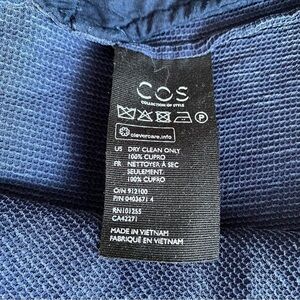 COS
COLLECTION OF STYLE
P
clevercare.info
US DRY CLEAN ONLY
100% CUPRO
FR NETTOYER À SEC
SEULEMENT
100% CUPRO
O/N 912100
P/N 0403671 4
RN101255
CA42271
MADE IN VIETNAM
FABRIQUÉ EN VIETNAM